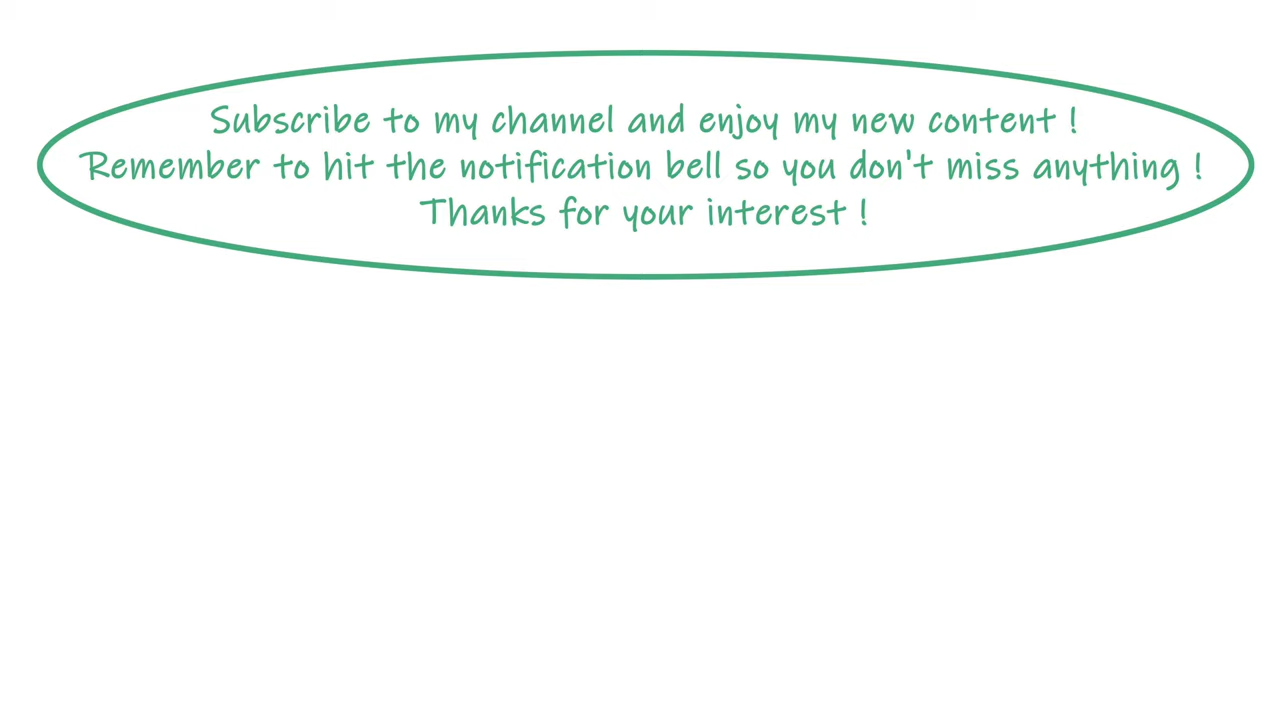 Subscribe to my channel and enjoy my new content !
Remember to hit the notification bell so you don't miss anything !
Thanks for your interest !